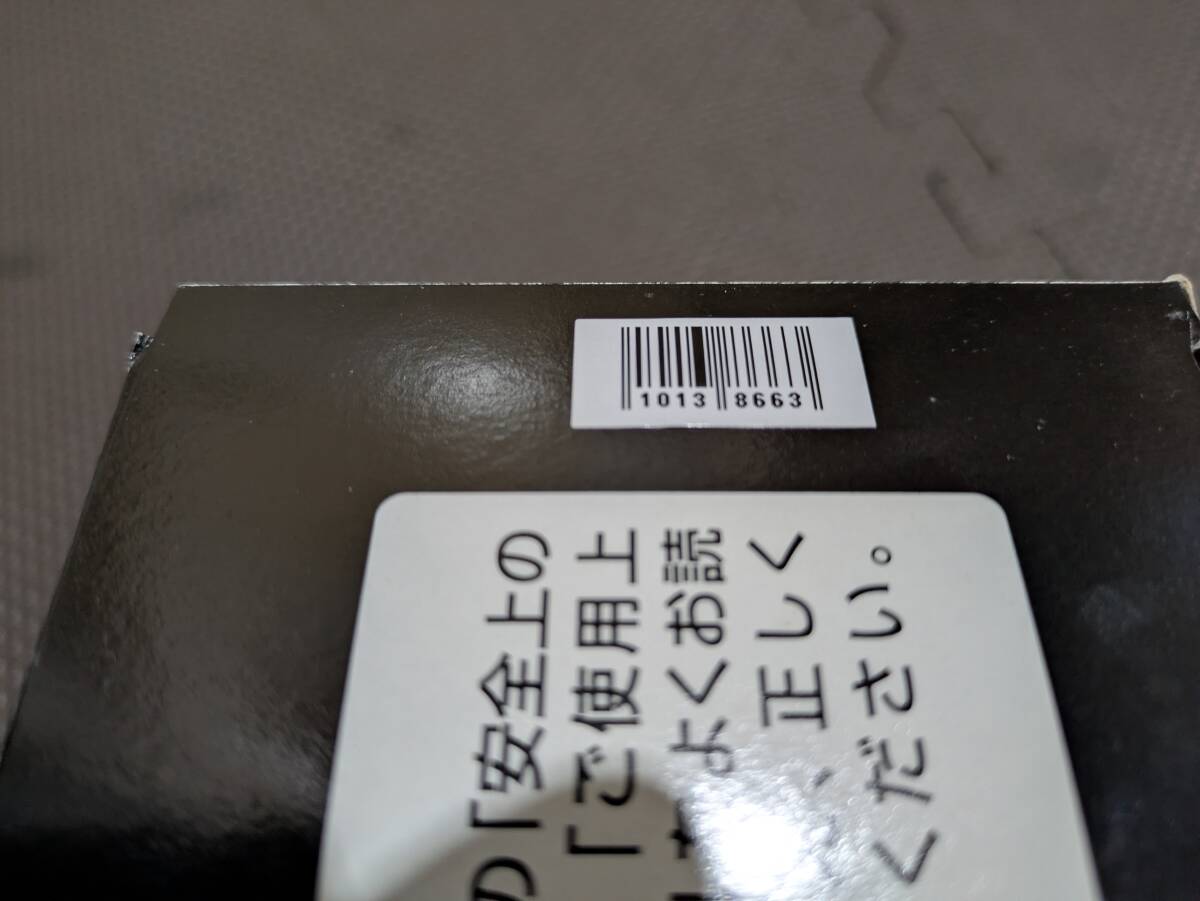 1013 8663
の「安全上の
「ご使用上
よくお読
、正しく
ください。